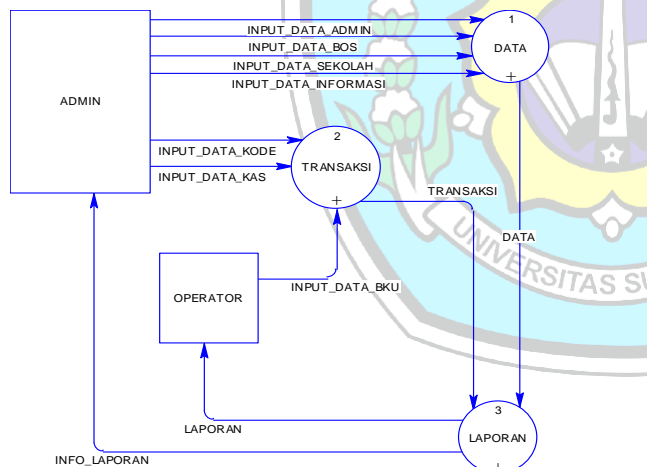 1
DATA
+
INPUT_DATA_ADMIN
INPUT_DATA_BOS
INPUT_DATA_SEKOLAH
INPUT_DATA_INFORMASI
ADMIN
2
TRANSAKSI
+
INPUT_DATA_KODE
INPUT_DATA_KAS
TRANSAKSI
DATA
UNIVERSITAS SU
OPERATOR
INPUT_DATA_BKU
3
LAPORAN
+
LAPORAN
INFO_LAPORAN